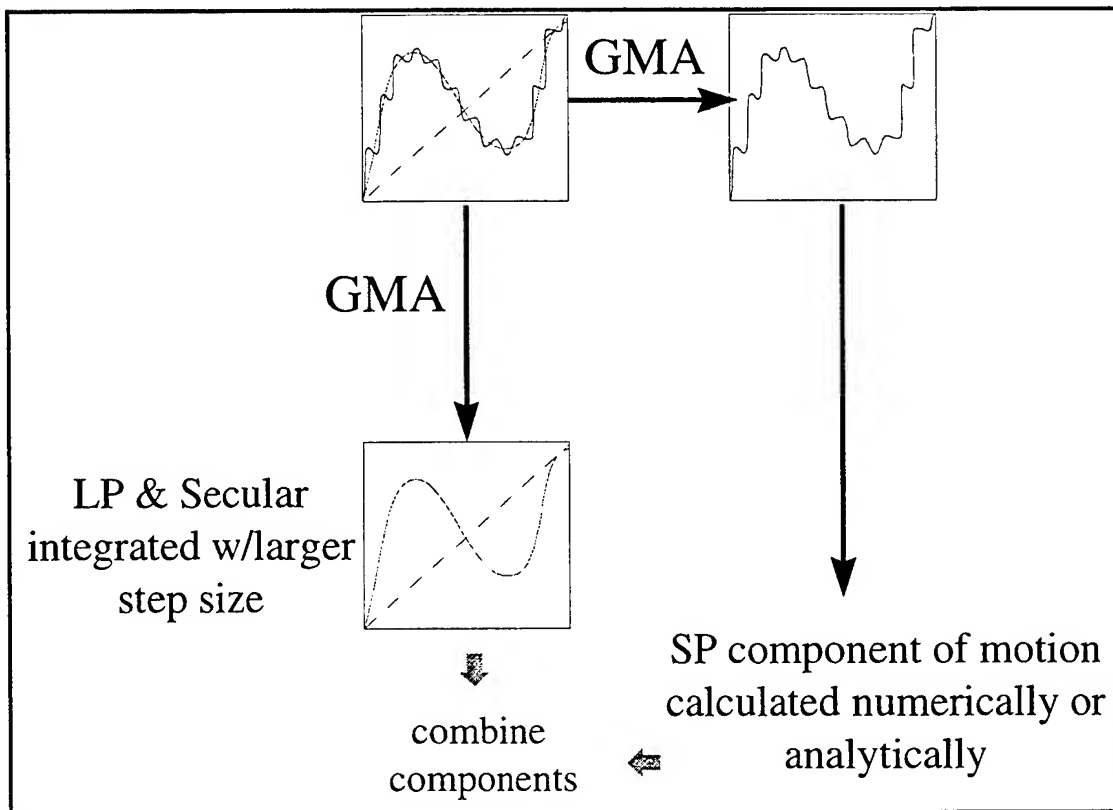 GMA
GMA
LP & Secular
integrated w/larger
step size
SP component of motion
calculated numerically or
analytically
combine
components